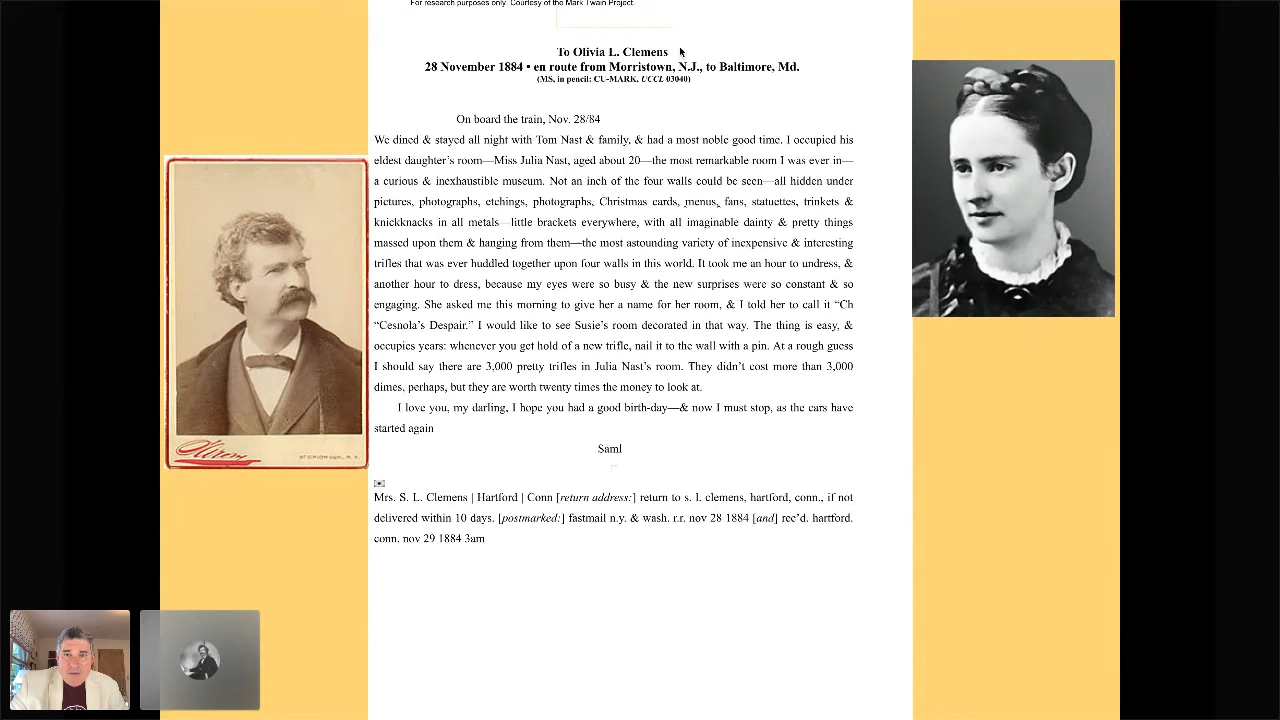 For research purposes only. Courtesy of the Mark Twain Project.
To Olivia L. Clemens
28 November 1884 • en route from Morristown, N.J., to Baltimore, Md.
(MS, in pencil: CU-MARK, UCCL 03040)
On board the train, Nov. 28/84
We dined & stayed all night with Tom Nast & family, & had a most noble good time. I occupied his
eldest daughter's room—Miss Julia Nast, aged about 20—the most remarkable room I was ever in—
a curious & inexhaustible museum. Not an inch of the four walls could be seen—all hidden under
pictures, photographs, etchings, photographs, Christmas cards, menus, fans, statuettes, trinkets &
knickknacks in all metals—little brackets everywhere, with all imaginable dainty & pretty things
massed upon them & hanging from them—the most astounding variety of inexpensive & interesting
trifles that was ever huddled together upon four walls in this world. It took me an hour to undress, &
another hour to dress, because my eyes were so busy & the new surprises were so constant & so
engaging. She asked me this morning to give her a name for her room, & I told her to call it "Ch
"Cesnola's Despair." I would like to see Susie's room decorated in that way. The thing is easy, &
occupies years: whenever you get hold of a new trifle, nail it to the wall with a pin. At a rough guess
I should say there are 3,000 pretty trifles in Julia Nast's room. They didn't cost more than 3,000
dimes, perhaps, but they are worth twenty times the money to look at.
I love you, my darling, I hope you had a good birth-day—& now I must stop, as the cars have
started again
Saml
Mrs. S. L. Clemens | Hartford | Conn [return address:] return to s. l. clemens, hartford, conn., if not
delivered within 10 days. [postmarked:] fastmail n.y. & wash. r.r. nov 28 1884 [and] rec'd. hartford.
conn. nov 29 1884 3am